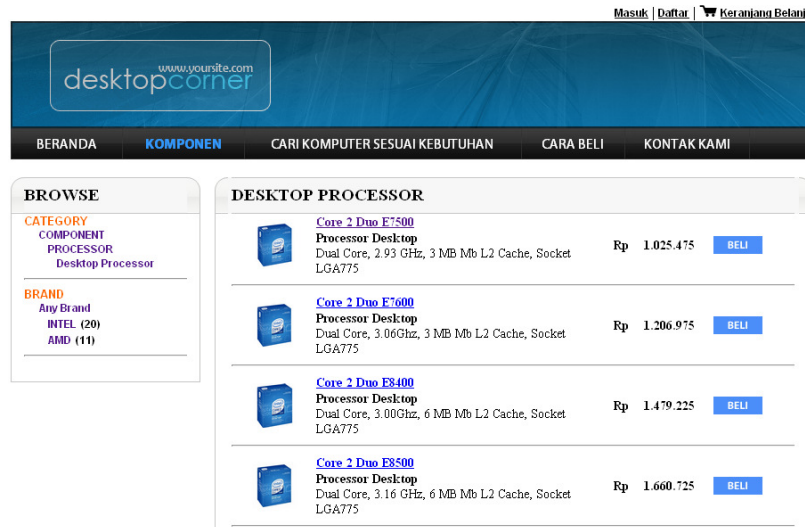 Masuk | Daftar | Keranjang Belanj
www.yoursite.com
desktopcorner
BERANDA KOMPONEN CARI KOMPUTER SESUAI KEBUTUHAN CARA BELI KONTAK KAMI
BROWSE
CATEGORY
COMPONENT
PROCESSOR
Desktop Processor
BRAND
Any Brand
INTEL (20)
AMD (11)
DESKTOP PROCESSOR
Core 2 Duo E7500
Processor Desktop
Dual Core, 2.93 GHz, 3 MB Mb L2 Cache, Socket
LGA775
Rp 1.025.475 BELI
Core 2 Duo E7600
Processor Desktop
Dual Core, 3.06Ghz, 3 MB Mb L2 Cache, Socket
LGA775
Rp 1.206.975 BELI
Core 2 Duo E8400
Processor Desktop
Dual Core, 3.00Ghz, 6 MB Mb L2 Cache, Socket
LGA775
Rp 1.479.225 BELI
Core 2 Duo E8500
Processor Desktop
Dual Core, 3.16 GHz, 6 MB Mb L2 Cache, Socket
LGA775
Rp 1.660.725 BELI